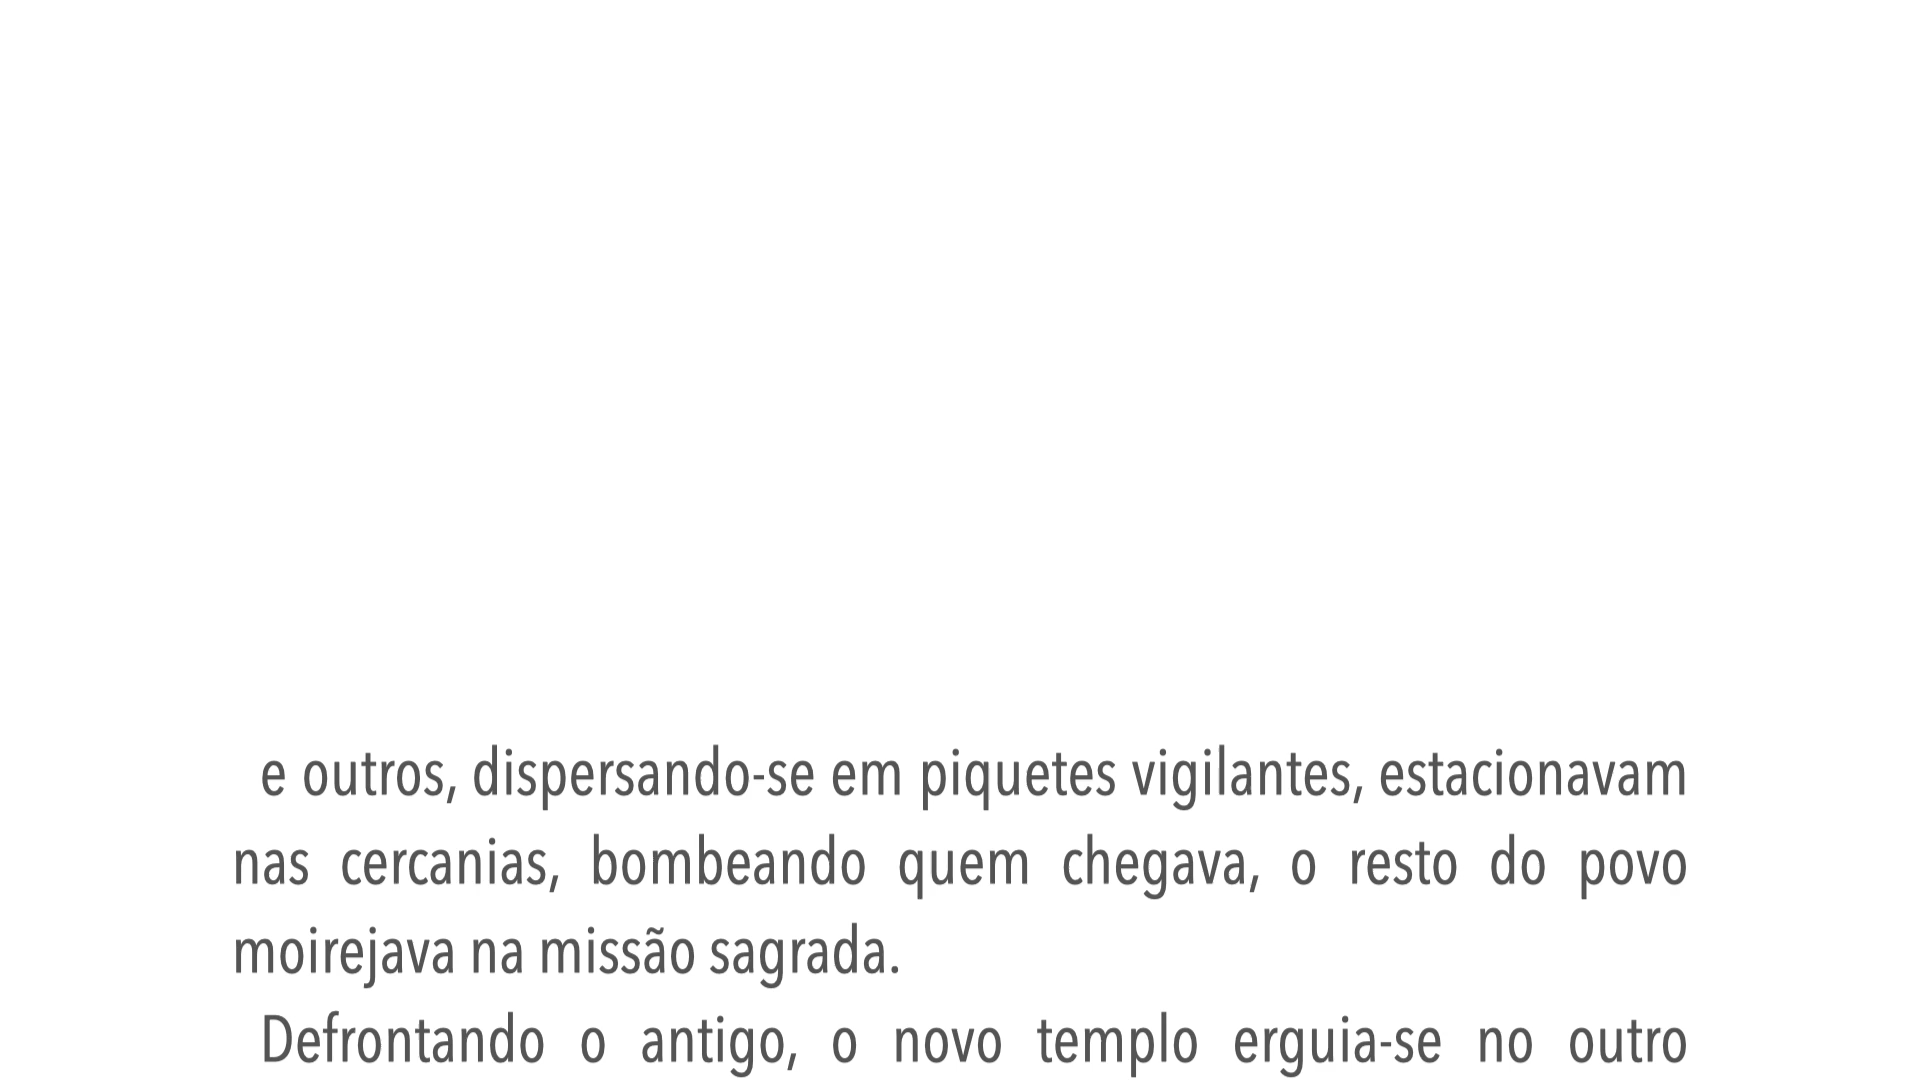 e outros, dispersando-se em piquetes vigilantes, estacionavam
nas cercanias, bombeando quem chegava, o resto do povo
moirejava na missão sagrada.
Defrontando o antigo, o novo templo erguia-se no outro